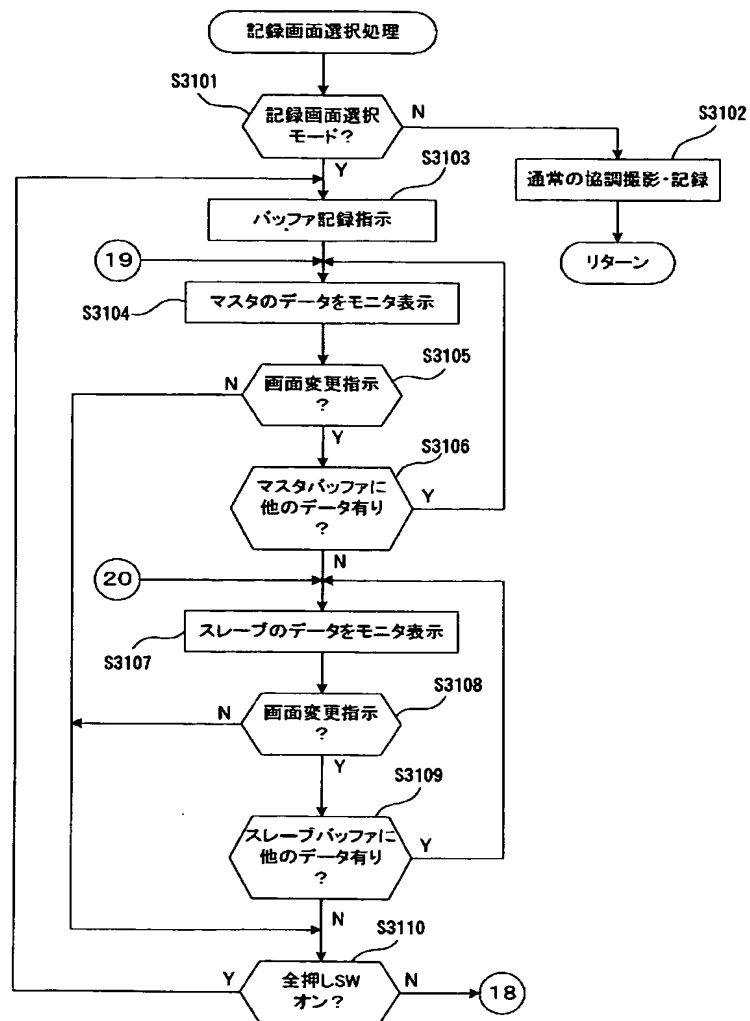 記録画面選択処理
S3101
記録画面選択
モード?
N
S3102
通常の協調撮影・記録
リターン
Y
S3103
バッファ記録指示
19
S3104
マスタのデータをモニタ表示
S3105
画面変更指示
?
N
Y
S3106
マスタバッファに
他のデータ有り
?
Y
N
20
スレーブのデータをモニタ表示
S3107
S3108
画面変更指示
?
N
Y
S3109
スレーブバッファに
他のデータ有り
?
Y
N
S3110
全押しSW
オン?
Y
N
18